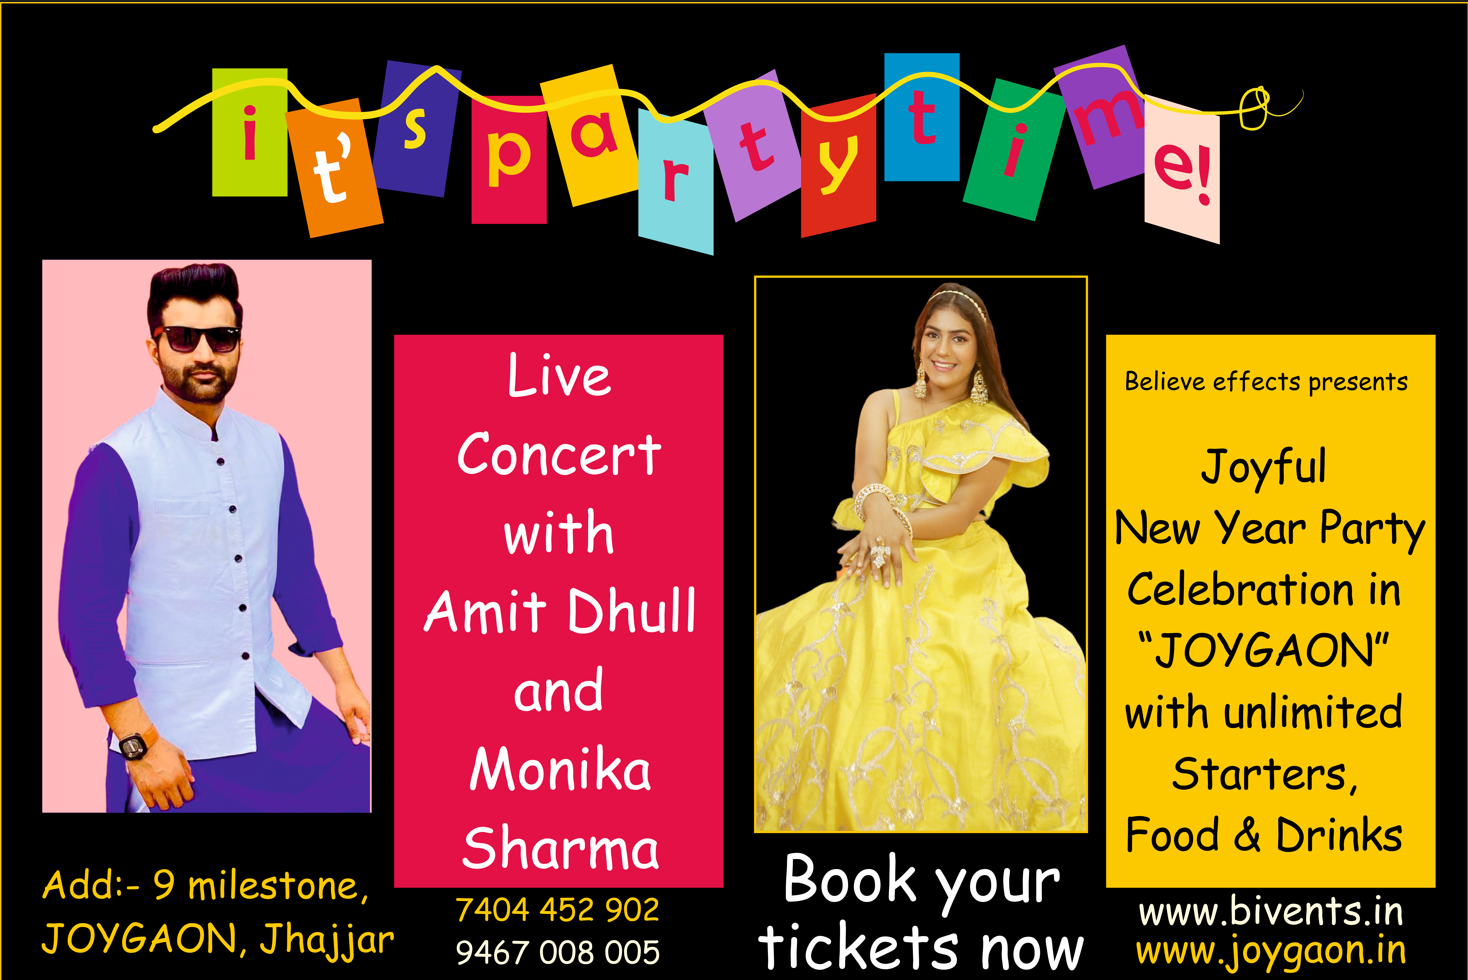 it's party time!
Live
Concert
with
Amit Dhull
and
Monika
Sharma
Believe effects presents
Joyful
New Year Party
Celebration in
“JOYGAON”
with unlimited
Starters,
Food & Drinks
Add:- 9 milestone,
JOYGAON, Jhajjar
7404 452 902
9467 008 005
Book your
tickets now
www.bivents.in
www.joygaon.in